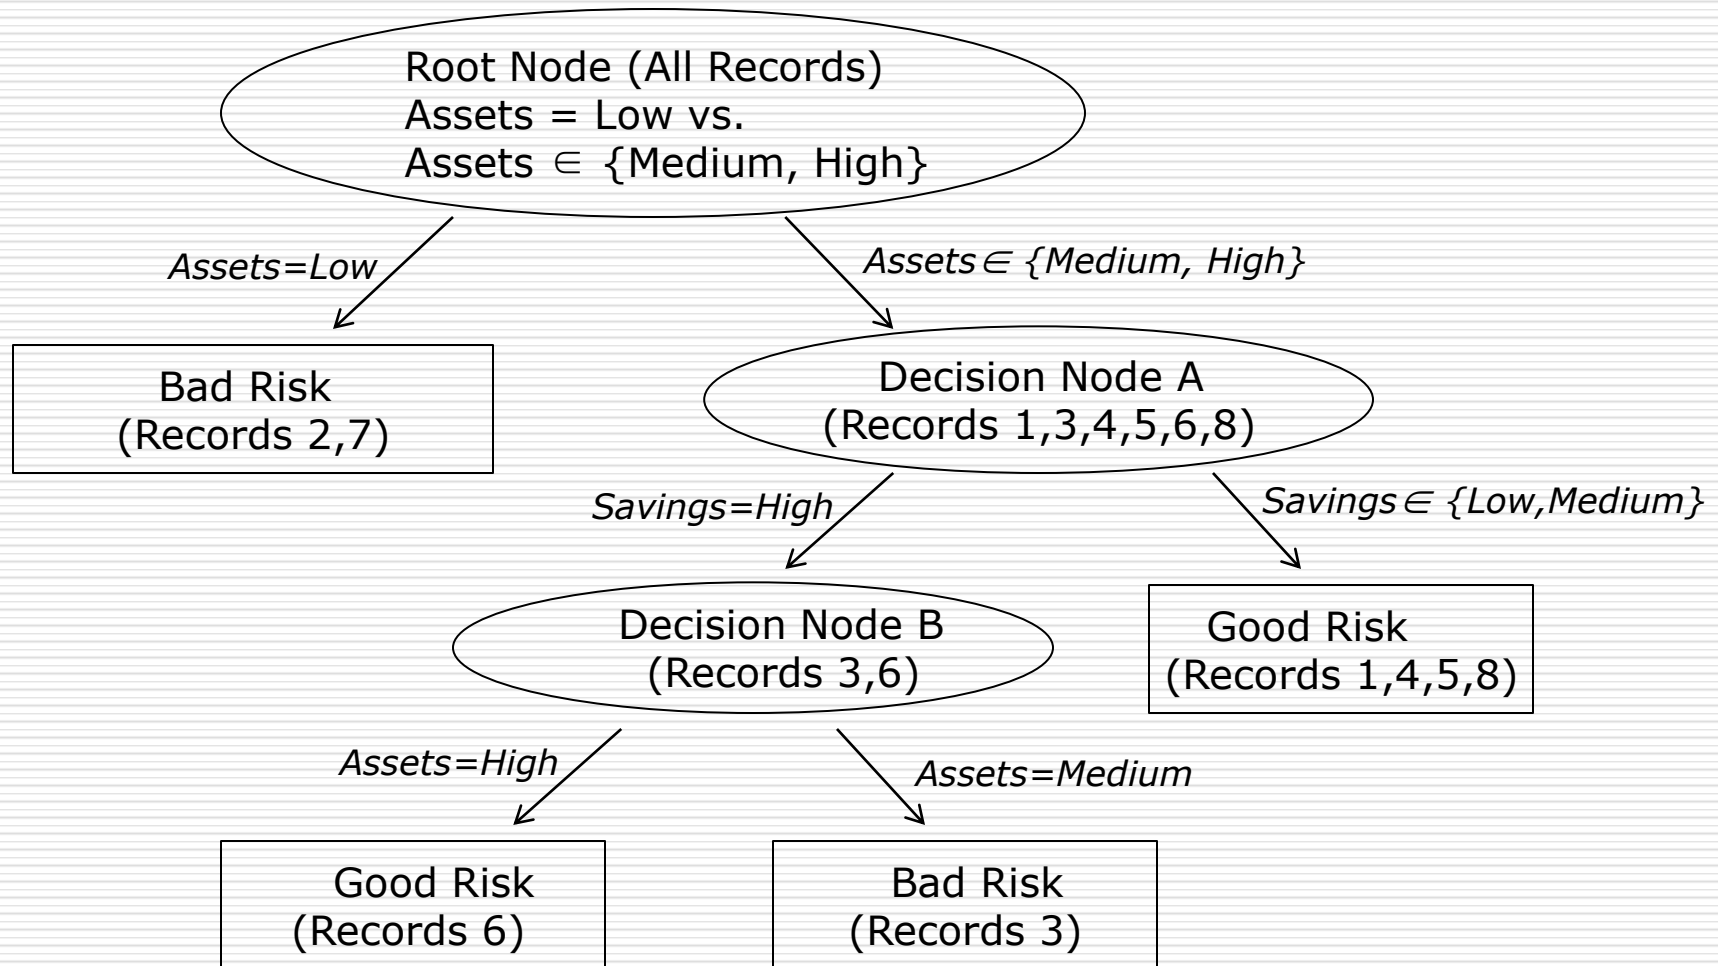 Root Node (All Records)
Assets = Low vs.
Assets ∈ {Medium, High}
Assets=Low
Assets∈ {Medium, High}
Bad Risk
(Records 2,7)
Decision Node A
(Records 1,3,4,5,6,8)
Savings=High
Savings∈ {Low,Medium}
Decision Node B
(Records 3,6)
Good Risk
(Records 1,4,5,8)
Assets=High
Assets=Medium
Good Risk
(Records 6)
Bad Risk
(Records 3)